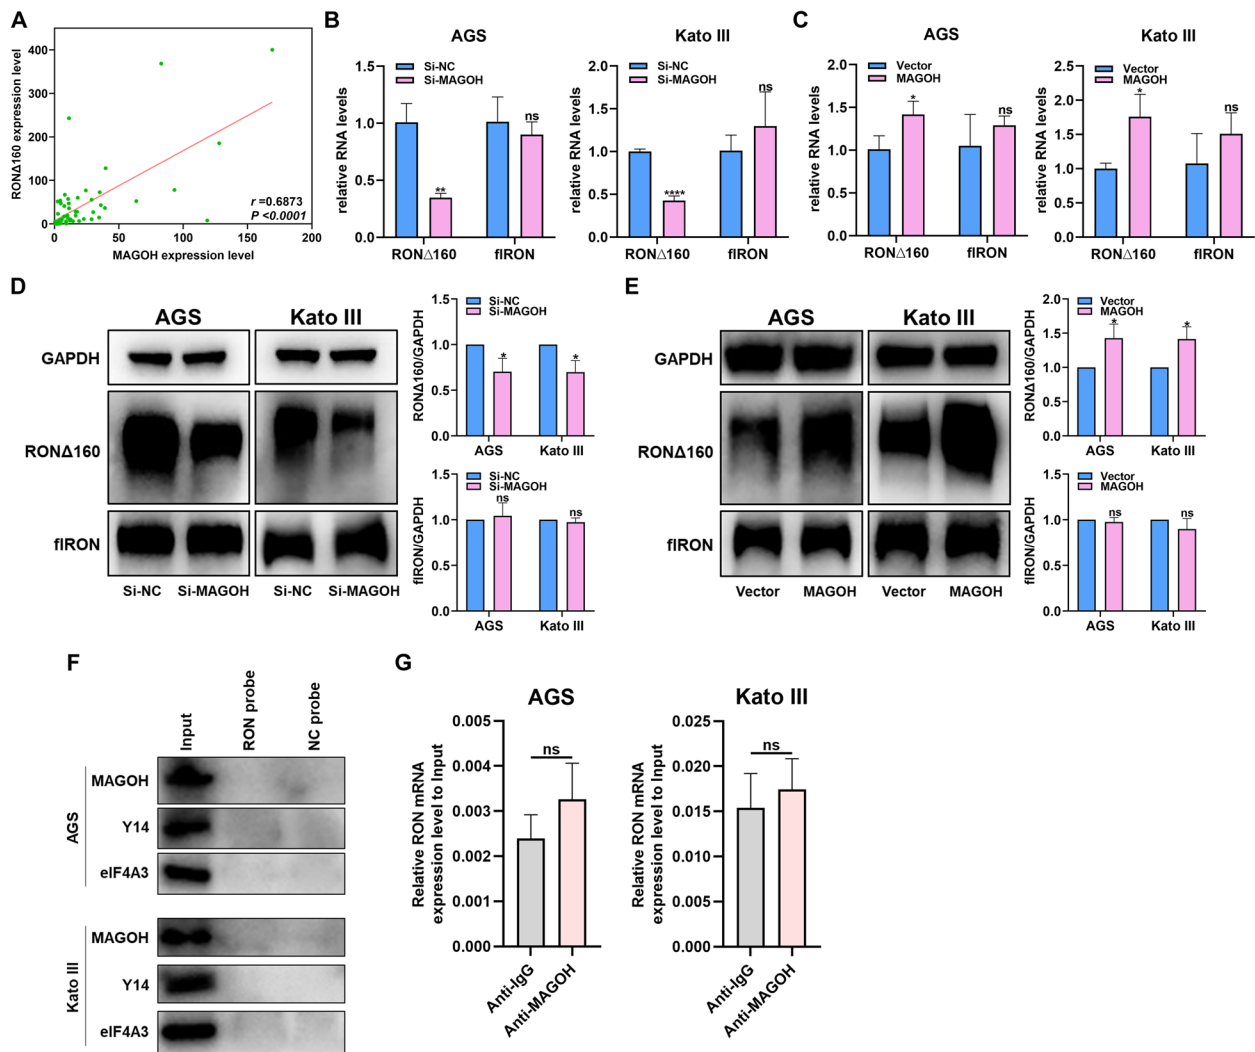 A
RONΔ160 expression level
400
300
200
100
0
0
50
100
150
200
r =0.6873
P <0.0001
MAGOH expression level
B
AGS
Si-NC
Si-MAGOH
relative RNA levels
1.5
1.0
0.5
0.0
**
ns
RON△160
flRON
Kato III
Si-NC
Si-MAGOH
relative RNA levels
2.0
1.5
1.0
0.5
0.0
****
ns
RON△160
flRON
C
AGS
Vector
MAGOH
relative RNA levels
2.0
1.5
1.0
0.5
0.0
*
ns
RON△160
flRON
Kato III
Vector
MAGOH
relative RNA levels
2.5
2.0
1.5
1.0
0.5
0.0
*
ns
RON△160
flRON
D
AGS
Kato III
GAPDH
RONΔ160
flRON
Si-NC
Si-MAGOH
Si-NC
Si-MAGOH
Si-NC
Si-MAGOH
RONΔ160/GAPDH
1.5
1.0
0.5
0.0
*
*
AGS
Kato III
Si-NC
Si-MAGOH
flRON/GAPDH
1.5
1.0
0.5
0.0
ns
ns
AGS
Kato III
E
AGS
Kato III
GAPDH
RONΔ160
flRON
Vector
MAGOH
Vector
MAGOH
Vector
MAGOH
RONΔ160/GAPDH
2.0
1.5
1.0
0.5
0.0
*
*
AGS
Kato III
Vector
MAGOH
flRON/GAPDH
1.5
1.0
0.5
0.0
ns
ns
AGS
Kato III
F
Input
RON probe
NC probe
AGS
MAGOH
Y14
eIF4A3
Kato III
MAGOH
Y14
eIF4A3
G
AGS
Relative RON mRNA
expression level to Input
0.005
0.004
0.003
0.002
0.001
0.000
ns
Anti-IgG
Anti-MAGOH
Kato III
Relative RON mRNA
expression level to Input
0.025
0.020
0.015
0.010
0.005
0.000
ns
Anti-IgG
Anti-MAGOH